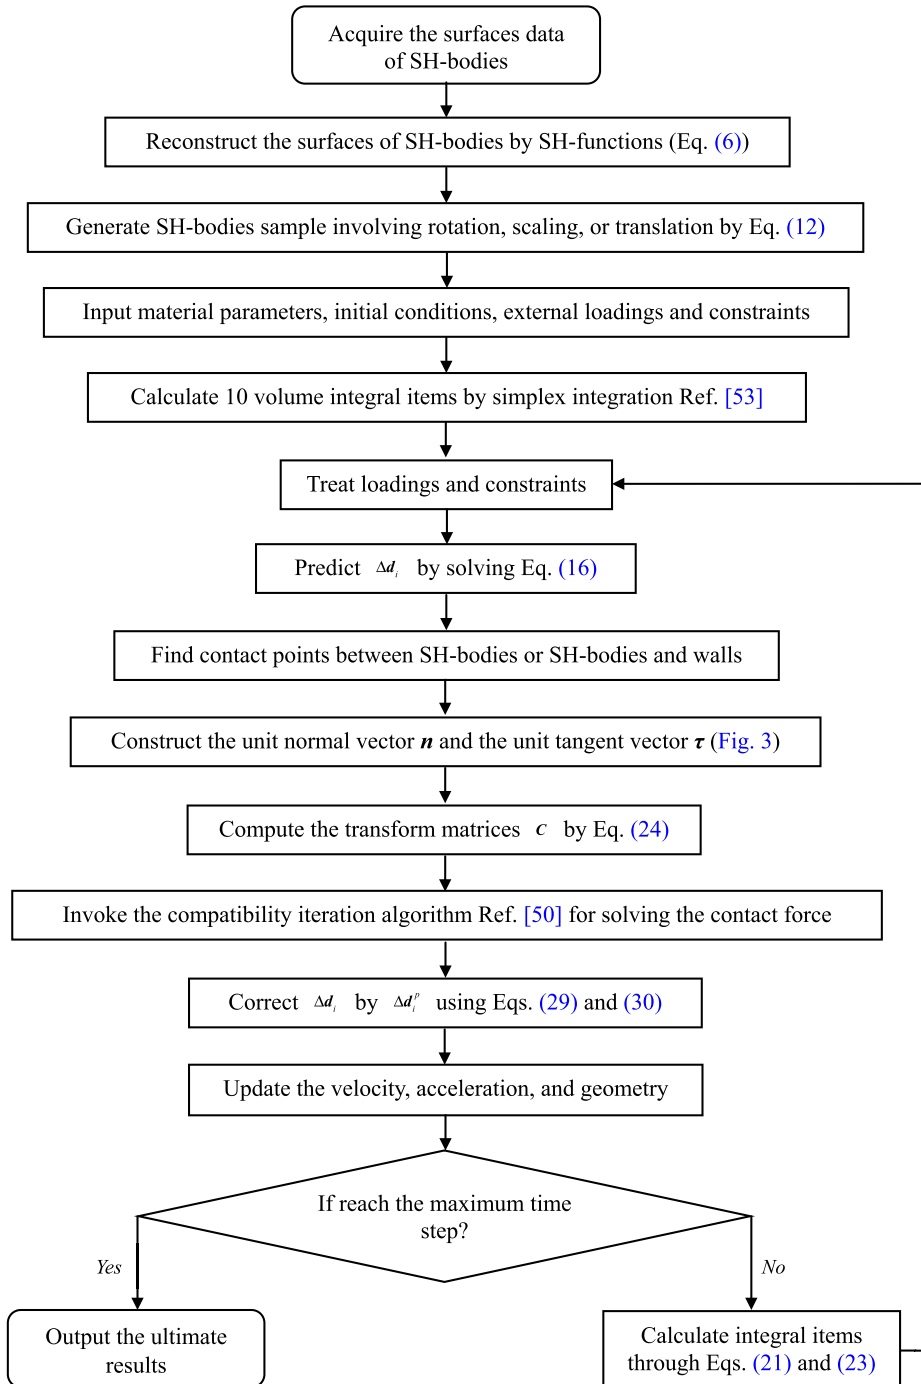 Acquire the surfaces data
of SH-bodies
Reconstruct the surfaces of SH-bodies by SH-functions (Eq. (6))
Generate SH-bodies sample involving rotation, scaling, or translation by Eq. (12)
Input material parameters, initial conditions, external loadings and constraints
Calculate 10 volume integral items by simplex integration Ref. [53]
Treat loadings and constraints
Predict Δd_i by solving Eq. (16)
Find contact points between SH-bodies or SH-bodies and walls
Construct the unit normal vector n and the unit tangent vector τ (Fig. 3)
Compute the transform matrices C by Eq. (24)
Invoke the compatibility iteration algorithm Ref. [50] for solving the contact force
Correct Δd_i by Δd_i^p using Eqs. (29) and (30)
Update the velocity, acceleration, and geometry
If reach the maximum time
step?
Yes
No
Output the ultimate
results
Calculate integral items
through Eqs. (21) and (23)